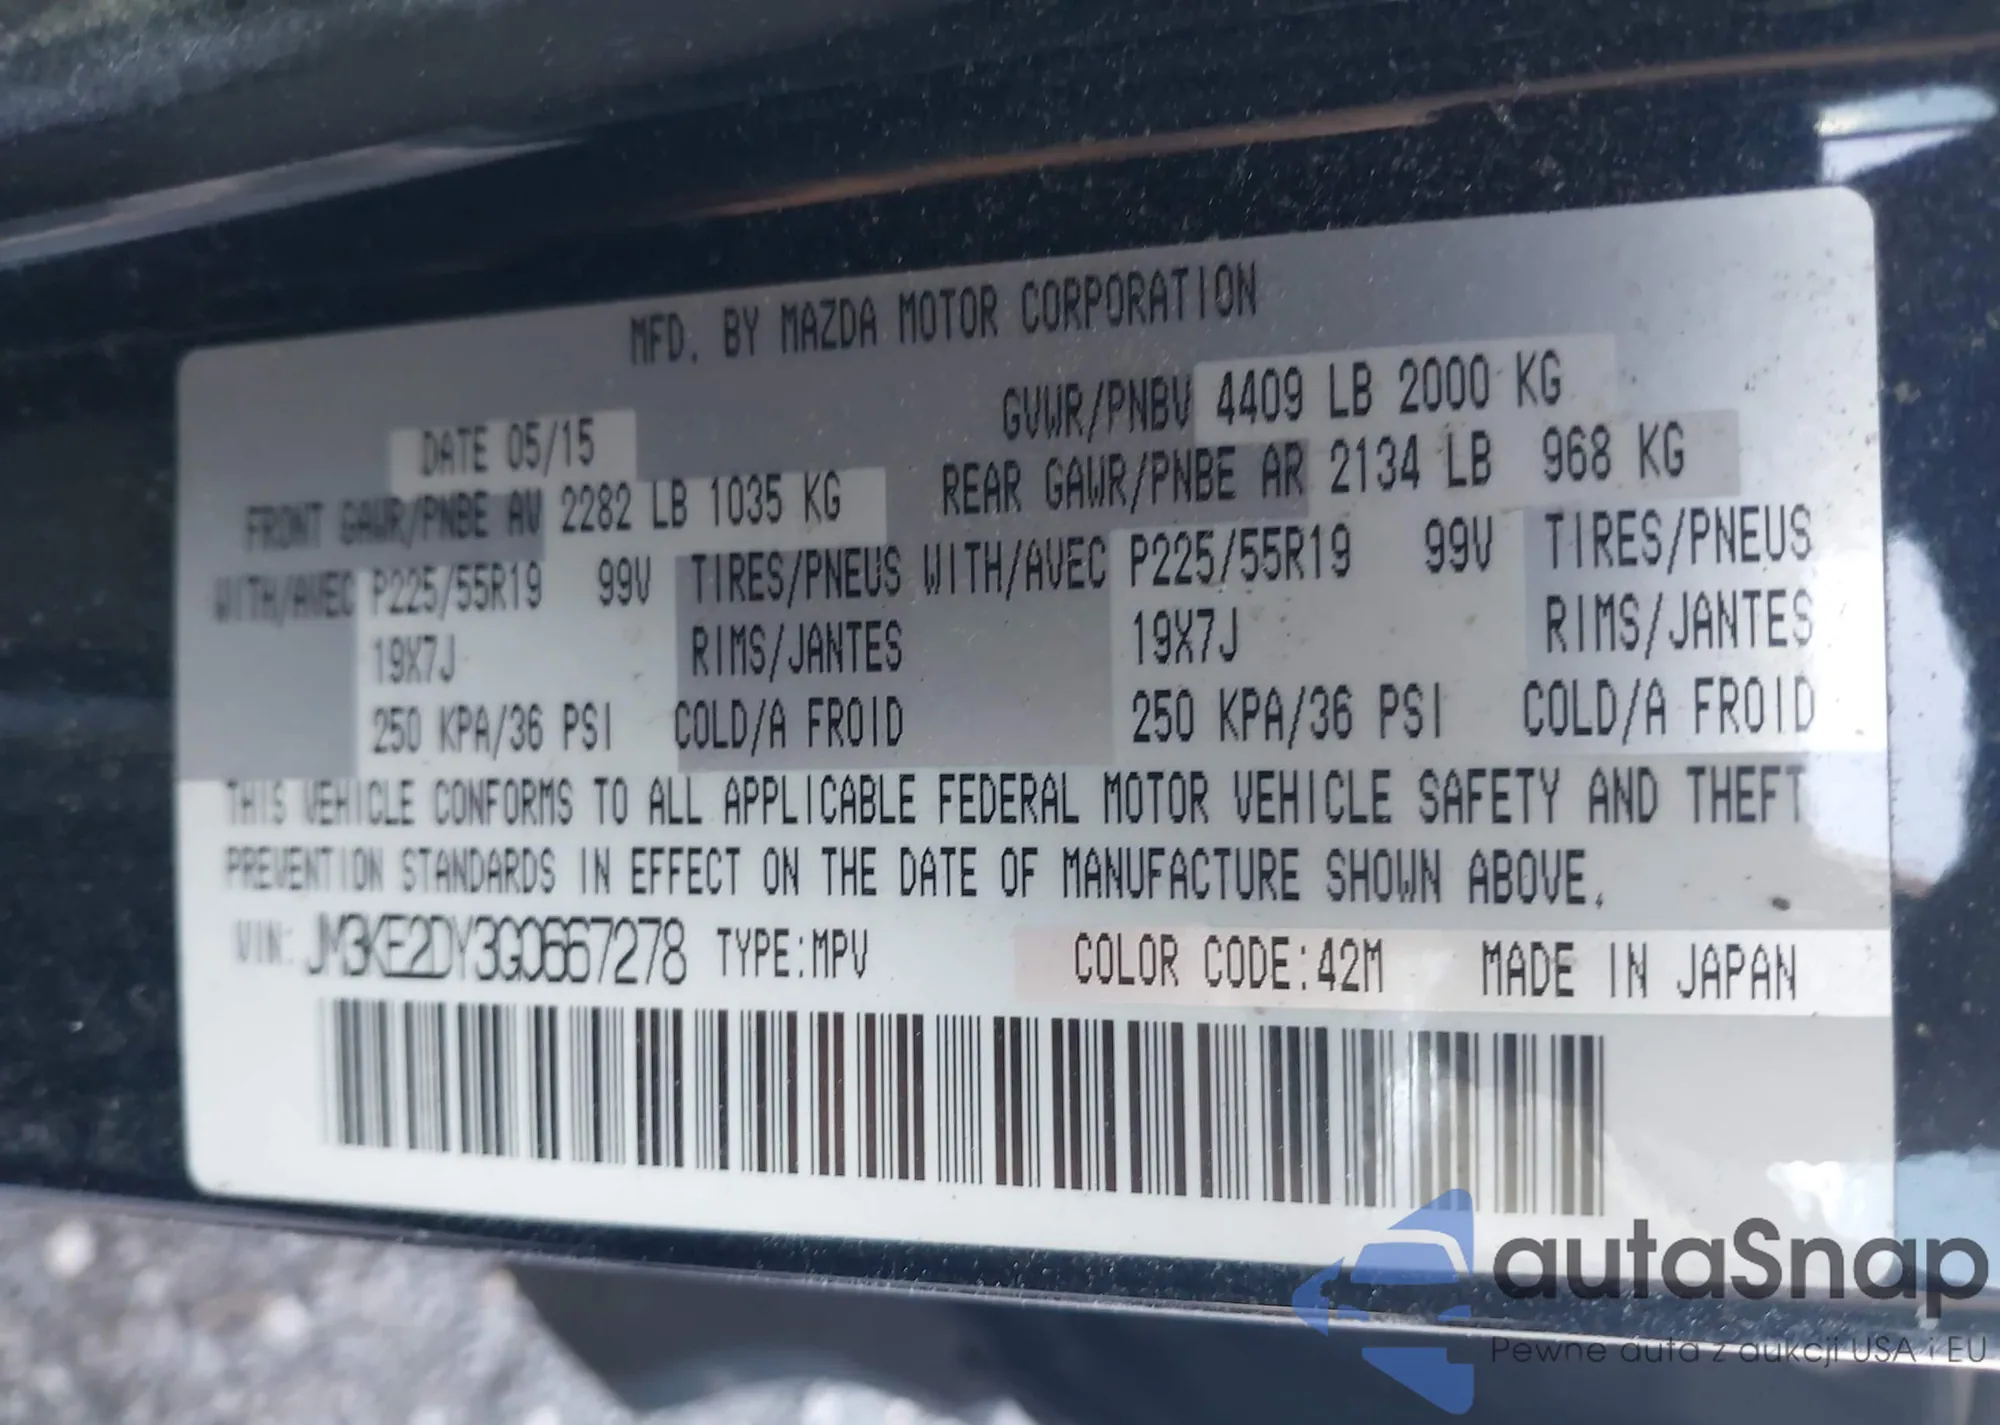 MFD. BY MAZDA MOTOR CORPORATION
DATE 05/15 GVWR/PNBV 4409 LB 2000 KG
FRONT GAWR/PNBE AV 2282 LB 1035 KG REAR GAWR/PNBE AR 2134 LB 968 KG
WITH/AVEC P225/55R19 99V TIRES/PNEUS WITH/AVEC P225/55R19 99V TIRES/PNEUS
19X7J RIMS/JANTES 19X7J RIMS/JANTES
250 KPA/36 PSI COLD/A FROID 250 KPA/36 PSI COLD/A FROID
THIS VEHICLE CONFORMS TO ALL APPLICABLE FEDERAL MOTOR VEHICLE SAFETY AND THEFT
PREVENTION STANDARDS IN EFFECT ON THE DATE OF MANUFACTURE SHOWN ABOVE.
VIN: JM3KE2DY3G0667278 TYPE:MPV COLOR CODE:42M MADE IN JAPAN
autaSnap
Pewne auta z aukcji USA i EU